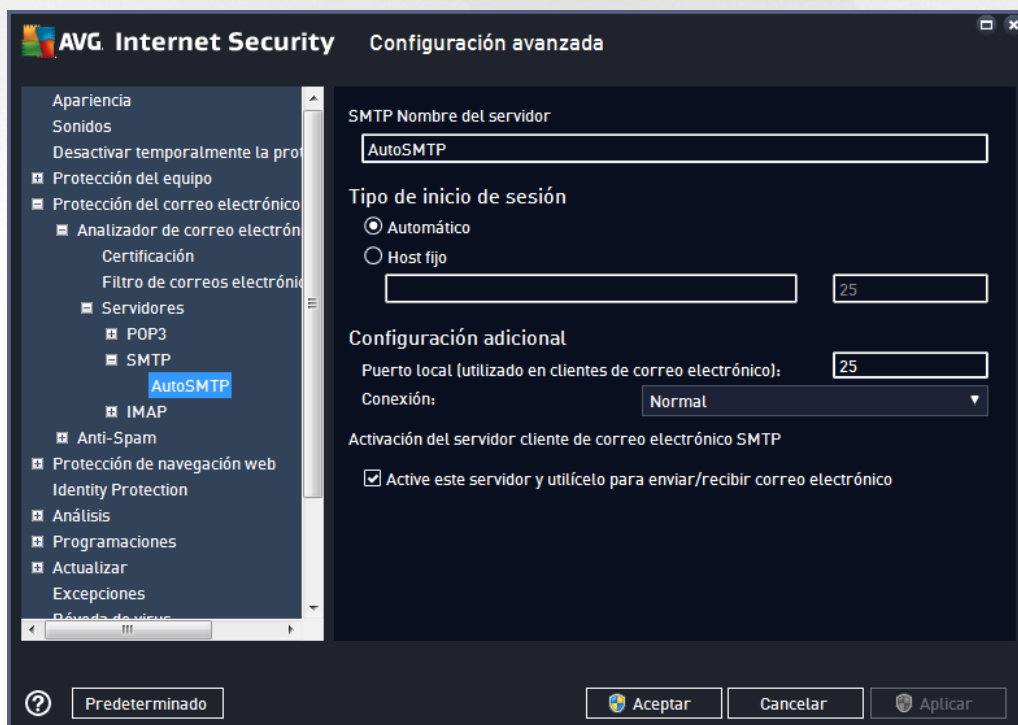 AVG Internet Security Configuración avanzada
Apariencia
Sonidos
Desactivar temporalmente la prot
Protección del equipo
Protección del correo electrónico
Analizador de correo electrón
Certificación
Filtro de correos electrónic
Servidores
POP3
SMTP
AutoSMTP
IMAP
Anti-Spam
Protección de navegación web
Identity Protection
Análisis
Programaciones
Actualizar
Excepciones
Bóveda de virus
SMTP Nombre del servidor
AutoSMTP
Tipo de inicio de sesión
Automático
Host fijo
25
Configuración adicional
Puerto local (utilizado en clientes de correo electrónico): 25
Conexión: Normal
Activación del servidor cliente de correo electrónico SMTP
Active este servidor y utilícelo para enviar/recibir correo electrónico
? Predeterminado Aceptar Cancelar Aplicar